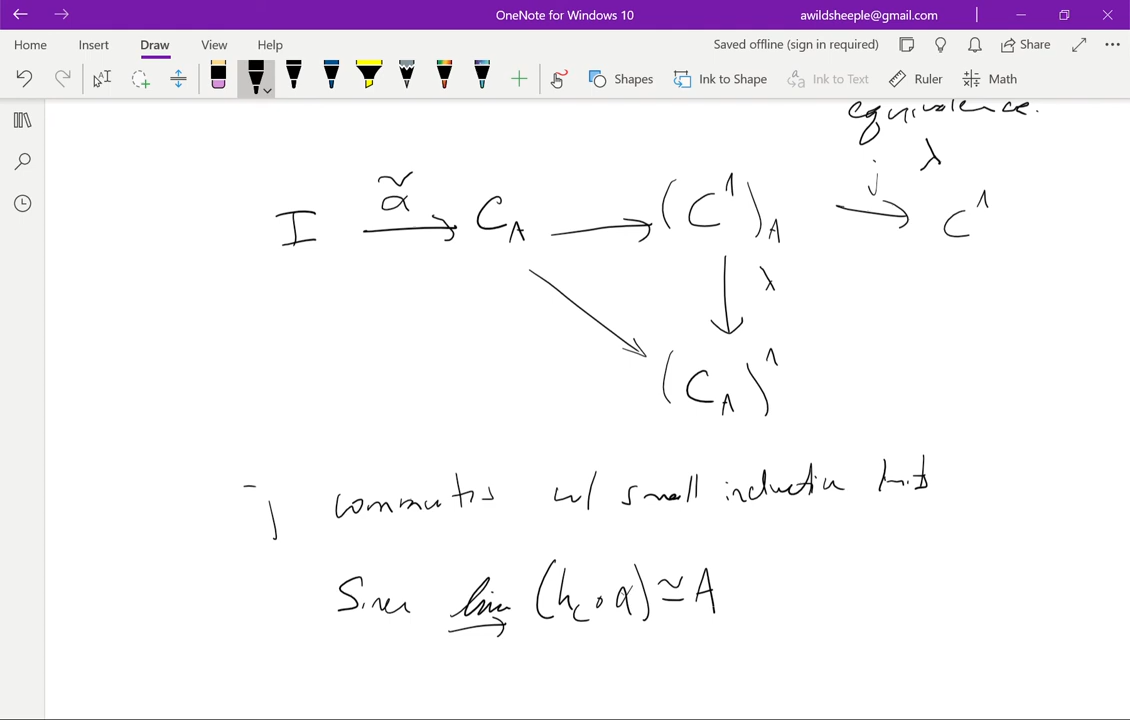 OneNote for Windows 10
awildsheeple@gmail.com
Home Insert Draw View Help
Saved offline (sign in required)
Share
Shapes
Ink to Shape
Ink to Text
Ruler
Math
equivalence.
λ
I α̃ C_A (C^∧)_A j C^∧
λ
(C_A)^∧
- j commutes w/ small inductive limits
Since lim (h_C ∘ α) ≃ A